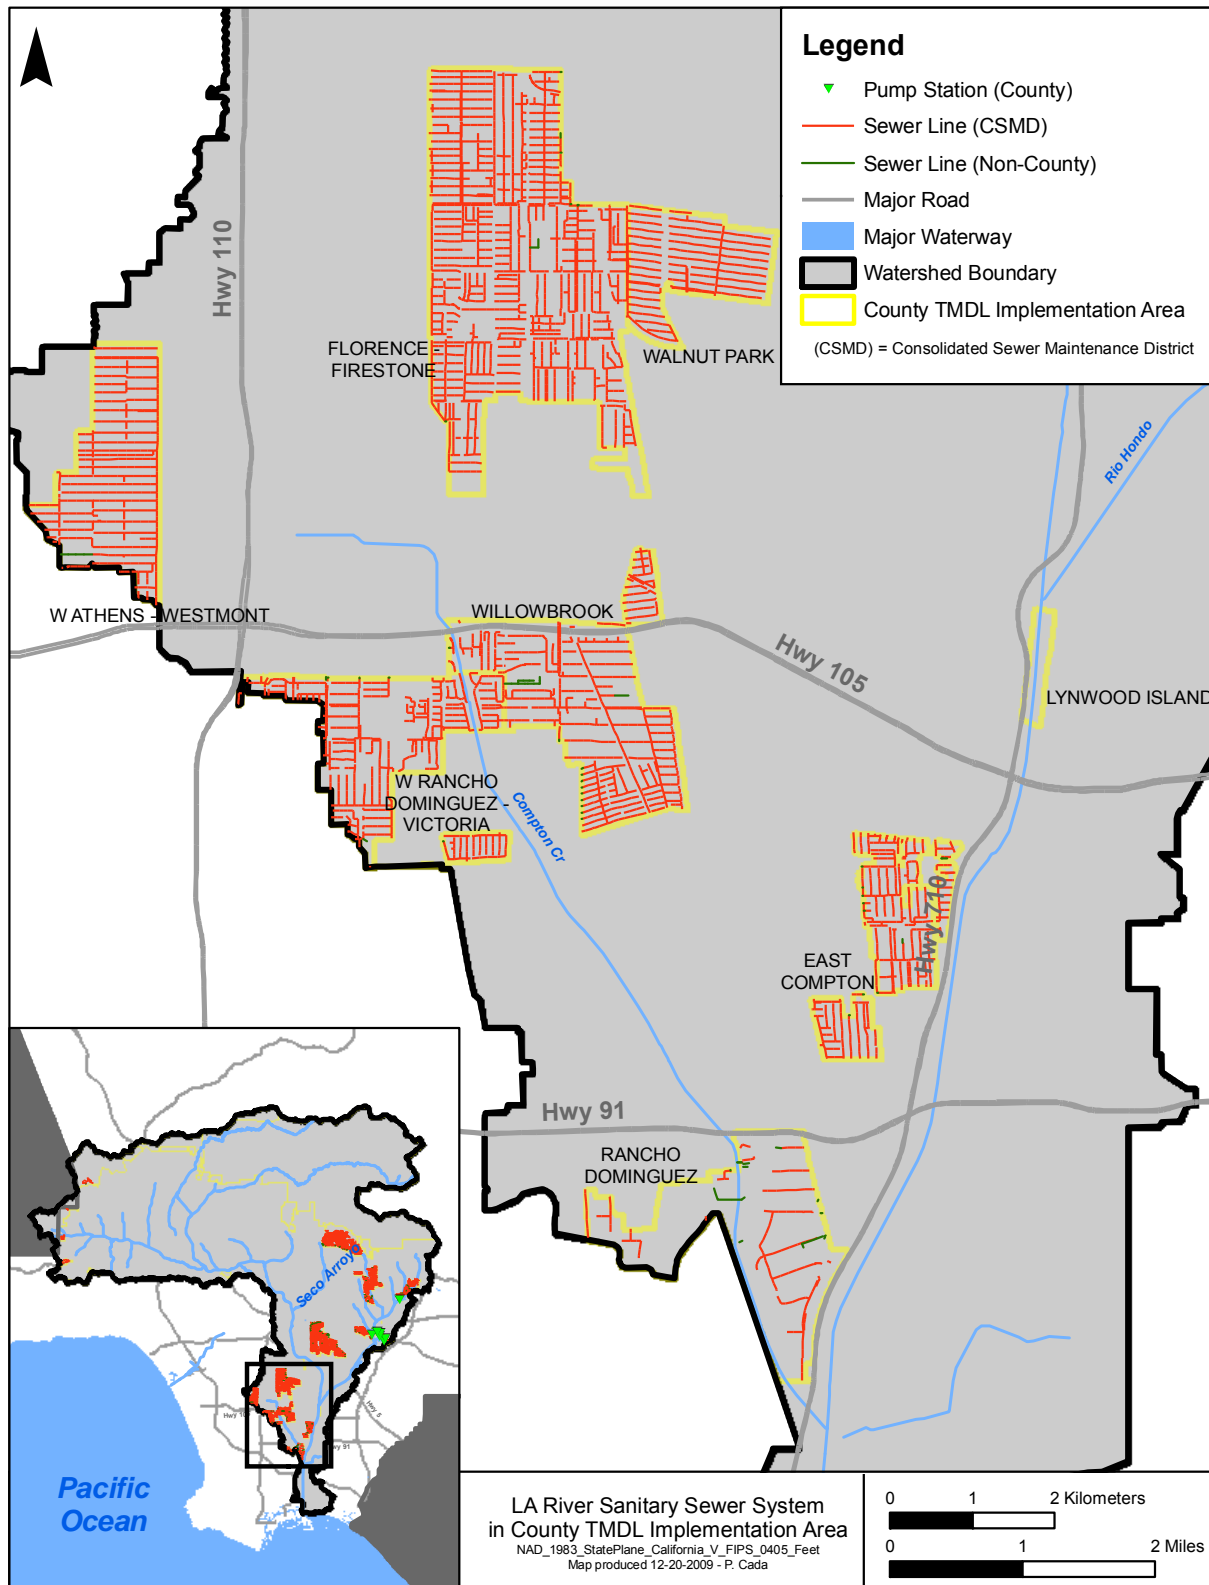 Legend
Pump Station (County)
Sewer Line (CSMD)
Sewer Line (Non-County)
Major Road
Major Waterway
Watershed Boundary
County TMDL Implementation Area
(CSMD) = Consolidated Sewer Maintenance District
Hwy 110
FLORENCE -
FIRESTONE
WALNUT PARK
Rio Hondo
W ATHENS - WESTMONT
WILLOWBROOK
Hwy 105
LYNWOOD ISLAND
W RANCHO
DOMINGUEZ -
VICTORIA
Compton Cr
Hwy 710
EAST
COMPTON
Hwy 91
RANCHO
DOMINGUEZ
Seco Arroyo
Hwy 5
Pacific
Ocean
LA River Sanitary Sewer System
in County TMDL Implementation Area
NAD_1983_StatePlane_California_V_FIPS_0405_Feet
Map produced 12-20-2009 - P. Cada
0 1 2 Kilometers
0 1 2 Miles